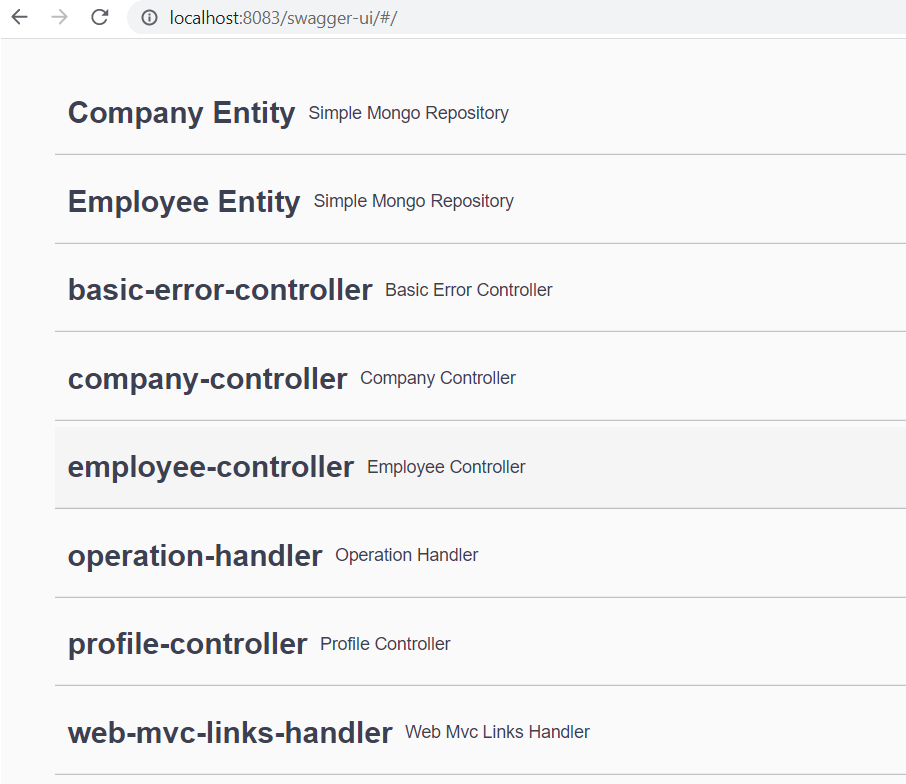 localhost:8083/swagger-ui/#/
Company Entity Simple Mongo Repository
Employee Entity Simple Mongo Repository
basic-error-controller Basic Error Controller
company-controller Company Controller
employee-controller Employee Controller
operation-handler Operation Handler
profile-controller Profile Controller
web-mvc-links-handler Web Mvc Links Handler